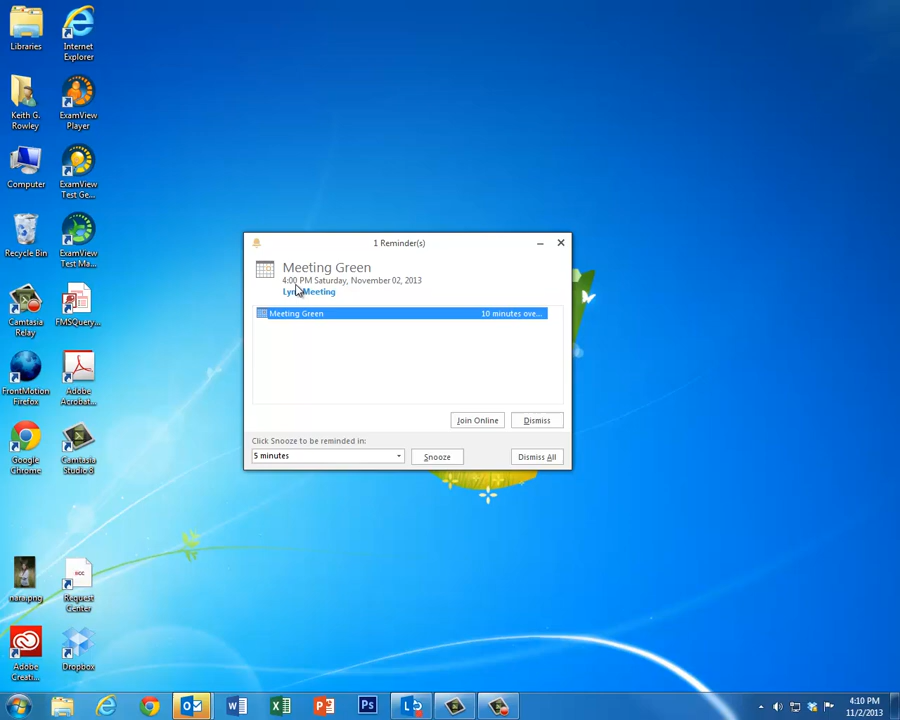 Libraries
Internet
Explorer
Keith G.
Rowley
ExamView
Player
Computer
ExamView
Test Ge...
Recycle Bin
ExamView
Test Ma...
Camtasia
Relay
FMSQuery...
FrontMotion
Firefox
Adobe
Acrobat...
Google
Chrome
Camtasia
Studio 8
nara.png
Request
Center
Adobe
Creati...
Dropbox
1 Reminder(s)
Meeting Green
4:00 PM Saturday, November 02, 2013
Meeting
Meeting Green 10 minutes ove...
Join Online Dismiss
Click Snooze to be reminded in:
5 minutes Snooze Dismiss All
4:10 PM
11/2/2013